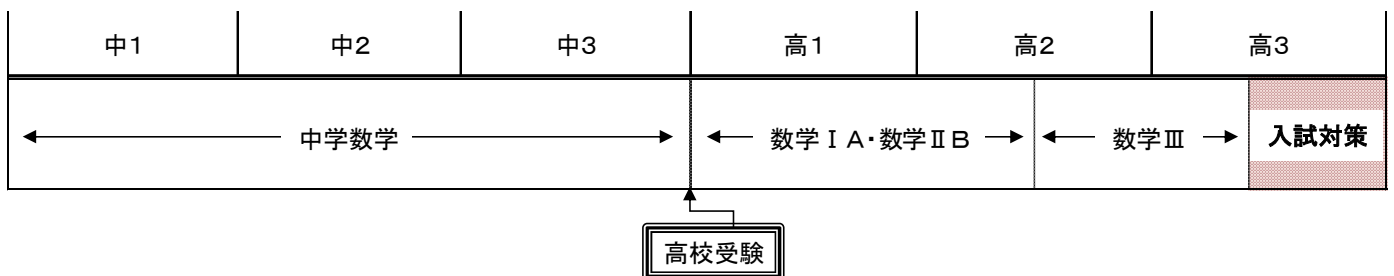 中1 中2 中3 高1 高2 高3
中学数学 数学ⅠA・数学ⅡB 数学Ⅲ 入試対策
高校受験